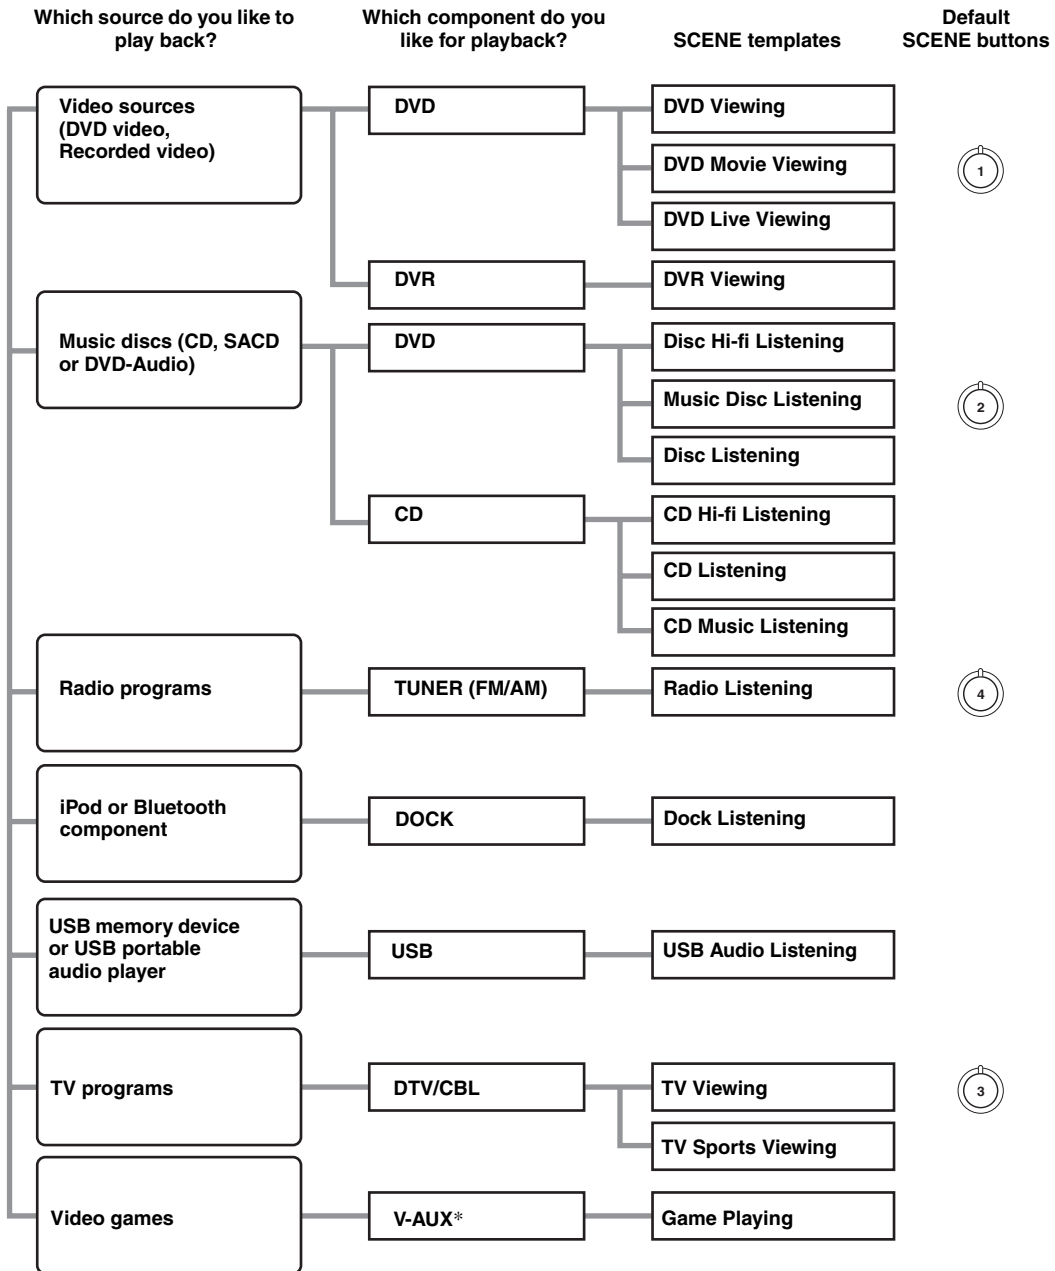 Which source do you like to
play back?
Which component do you
like for playback?
SCENE templates
Default
SCENE buttons
Video sources
(DVD video,
Recorded video)
DVD
DVD Viewing
DVD Movie Viewing
1
DVD Live Viewing
DVR
DVR Viewing
Music discs (CD, SACD
or DVD-Audio)
DVD
Disc Hi-fi Listening
Music Disc Listening
2
Disc Listening
CD
CD Hi-fi Listening
CD Listening
CD Music Listening
Radio programs
TUNER (FM/AM)
Radio Listening
4
iPod or Bluetooth
component
DOCK
Dock Listening
USB memory device
or USB portable
audio player
USB
USB Audio Listening
TV programs
DTV/CBL
TV Viewing
3
TV Sports Viewing
Video games
V-AUX*
Game Playing